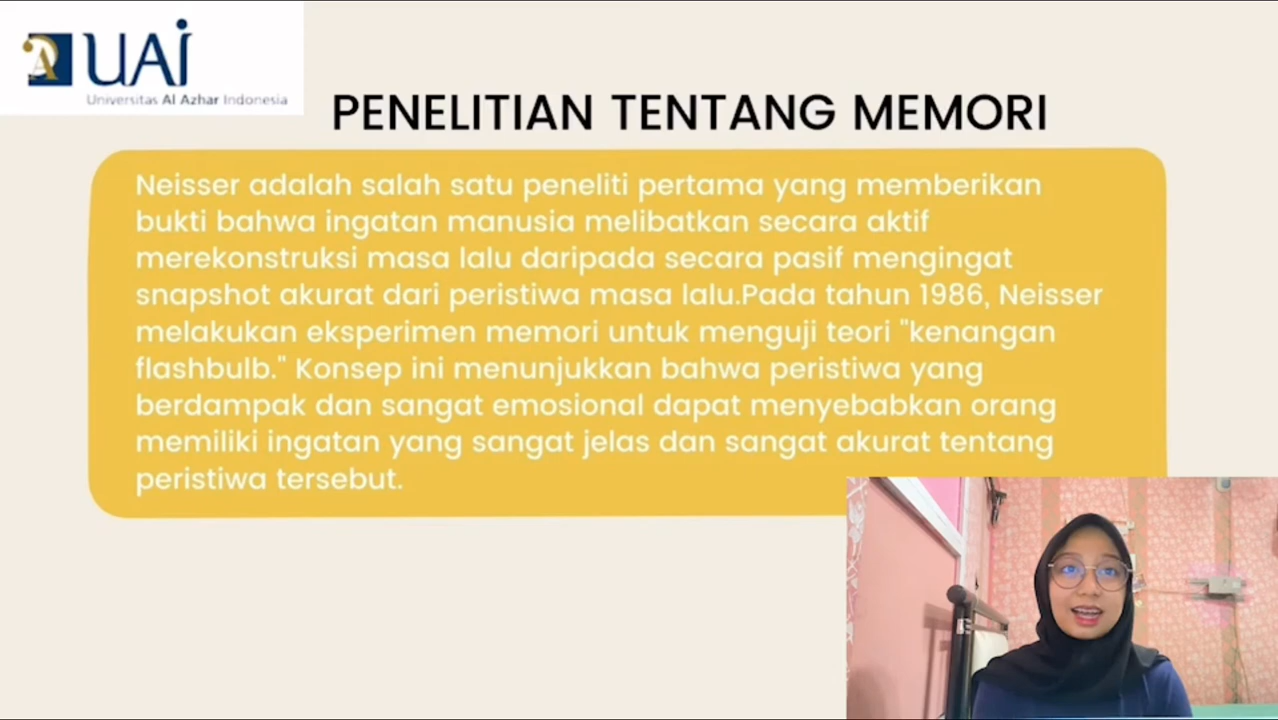 UAI
Universitas Al Azhar Indonesia
PENELITIAN TENTANG MEMORI
Neisser adalah salah satu peneliti pertama yang memberikan
bukti bahwa ingatan manusia melibatkan secara aktif
merekonstruksi masa lalu daripada secara pasif mengingat
snapshot akurat dari peristiwa masa lalu.Pada tahun 1986, Neisser
melakukan eksperimen memori untuk menguji teori "kenangan
flashbulb." Konsep ini menunjukkan bahwa peristiwa yang
berdampak dan sangat emosional dapat menyebabkan orang
memiliki ingatan yang sangat jelas dan sangat akurat tentang
peristiwa tersebut.